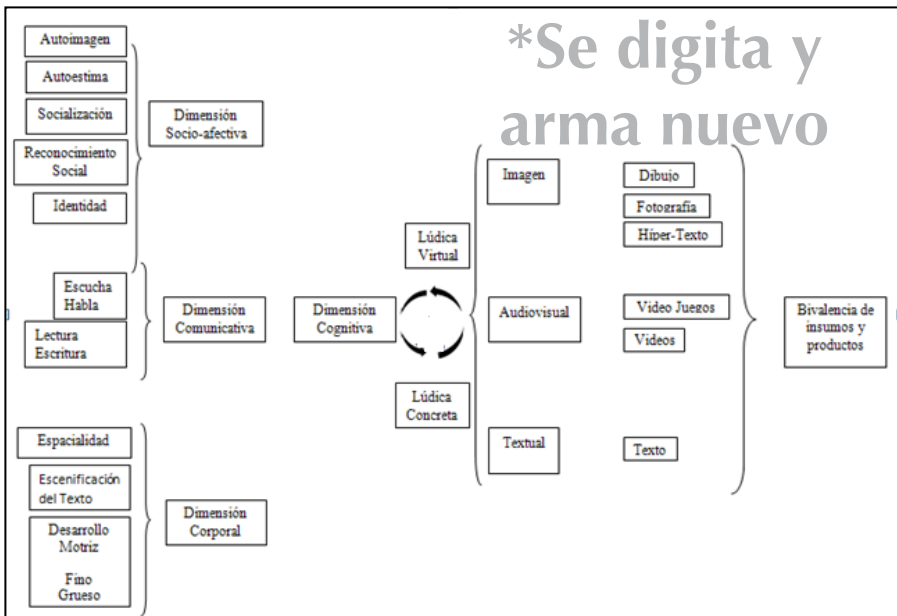 *Se digita y
arma nuevo
Autoimagen
Autoestima
Socialización
Reconocimiento
Social
Identidad
Dimensión
Socio-afectiva
Escucha
Habla
Lectura
Escritura
Dimensión
Comunicativa
Espacialidad
Escenificación
del Texto
Desarrollo
Motriz
Fino
Grueso
Dimensión
Corporal
Dimensión
Cognitiva
Lúdica
Virtual
Lúdica
Concreta
Imagen
Audiovisual
Textual
Dibujo
Fotografía
Híper-Texto
Video Juegos
Videos
Texto
Bivalencia de
insumos y
productos